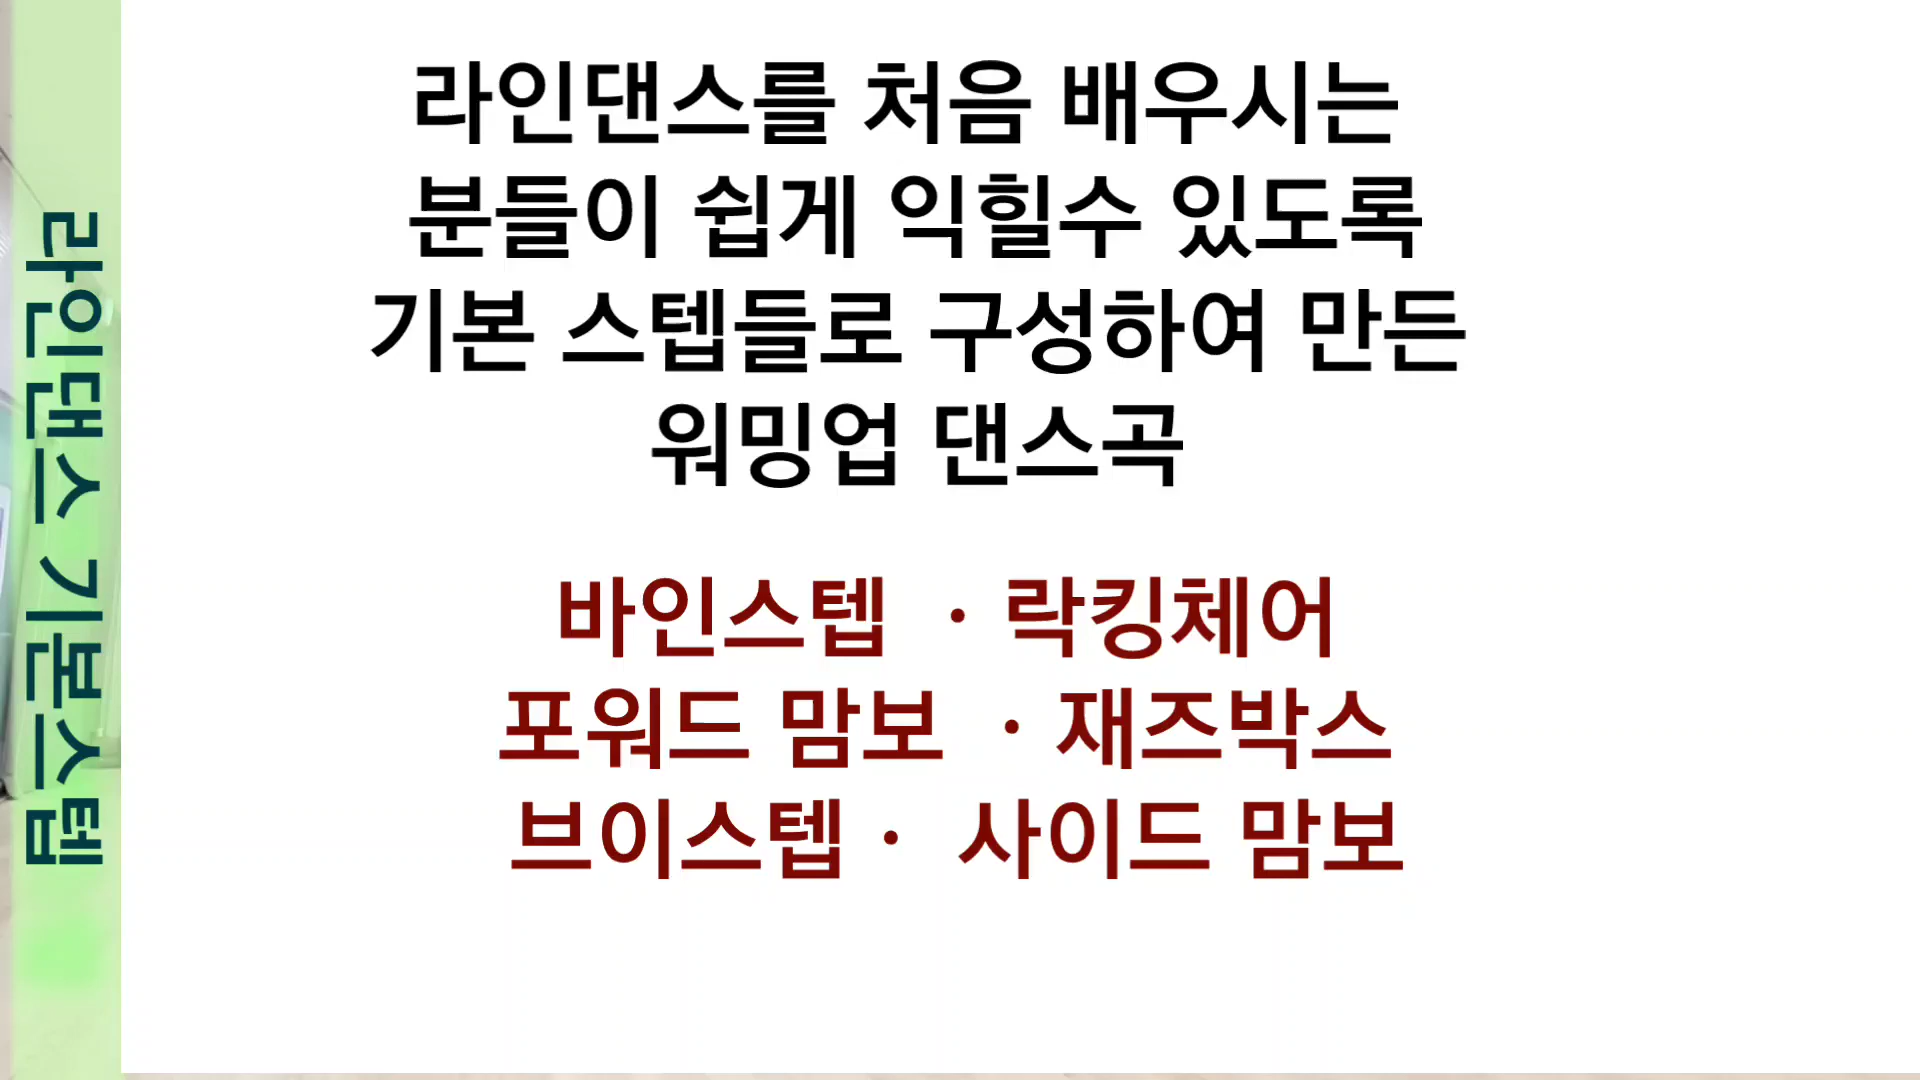 라인댄스 기본스텝
라인댄스를 처음 배우시는
분들이 쉽게 익힐수 있도록
기본 스텝들로 구성하여 만든
워밍업 댄스곡
바인스텝 · 락킹체어
포워드 맘보 · 재즈박스
브이스텝 · 사이드 맘보